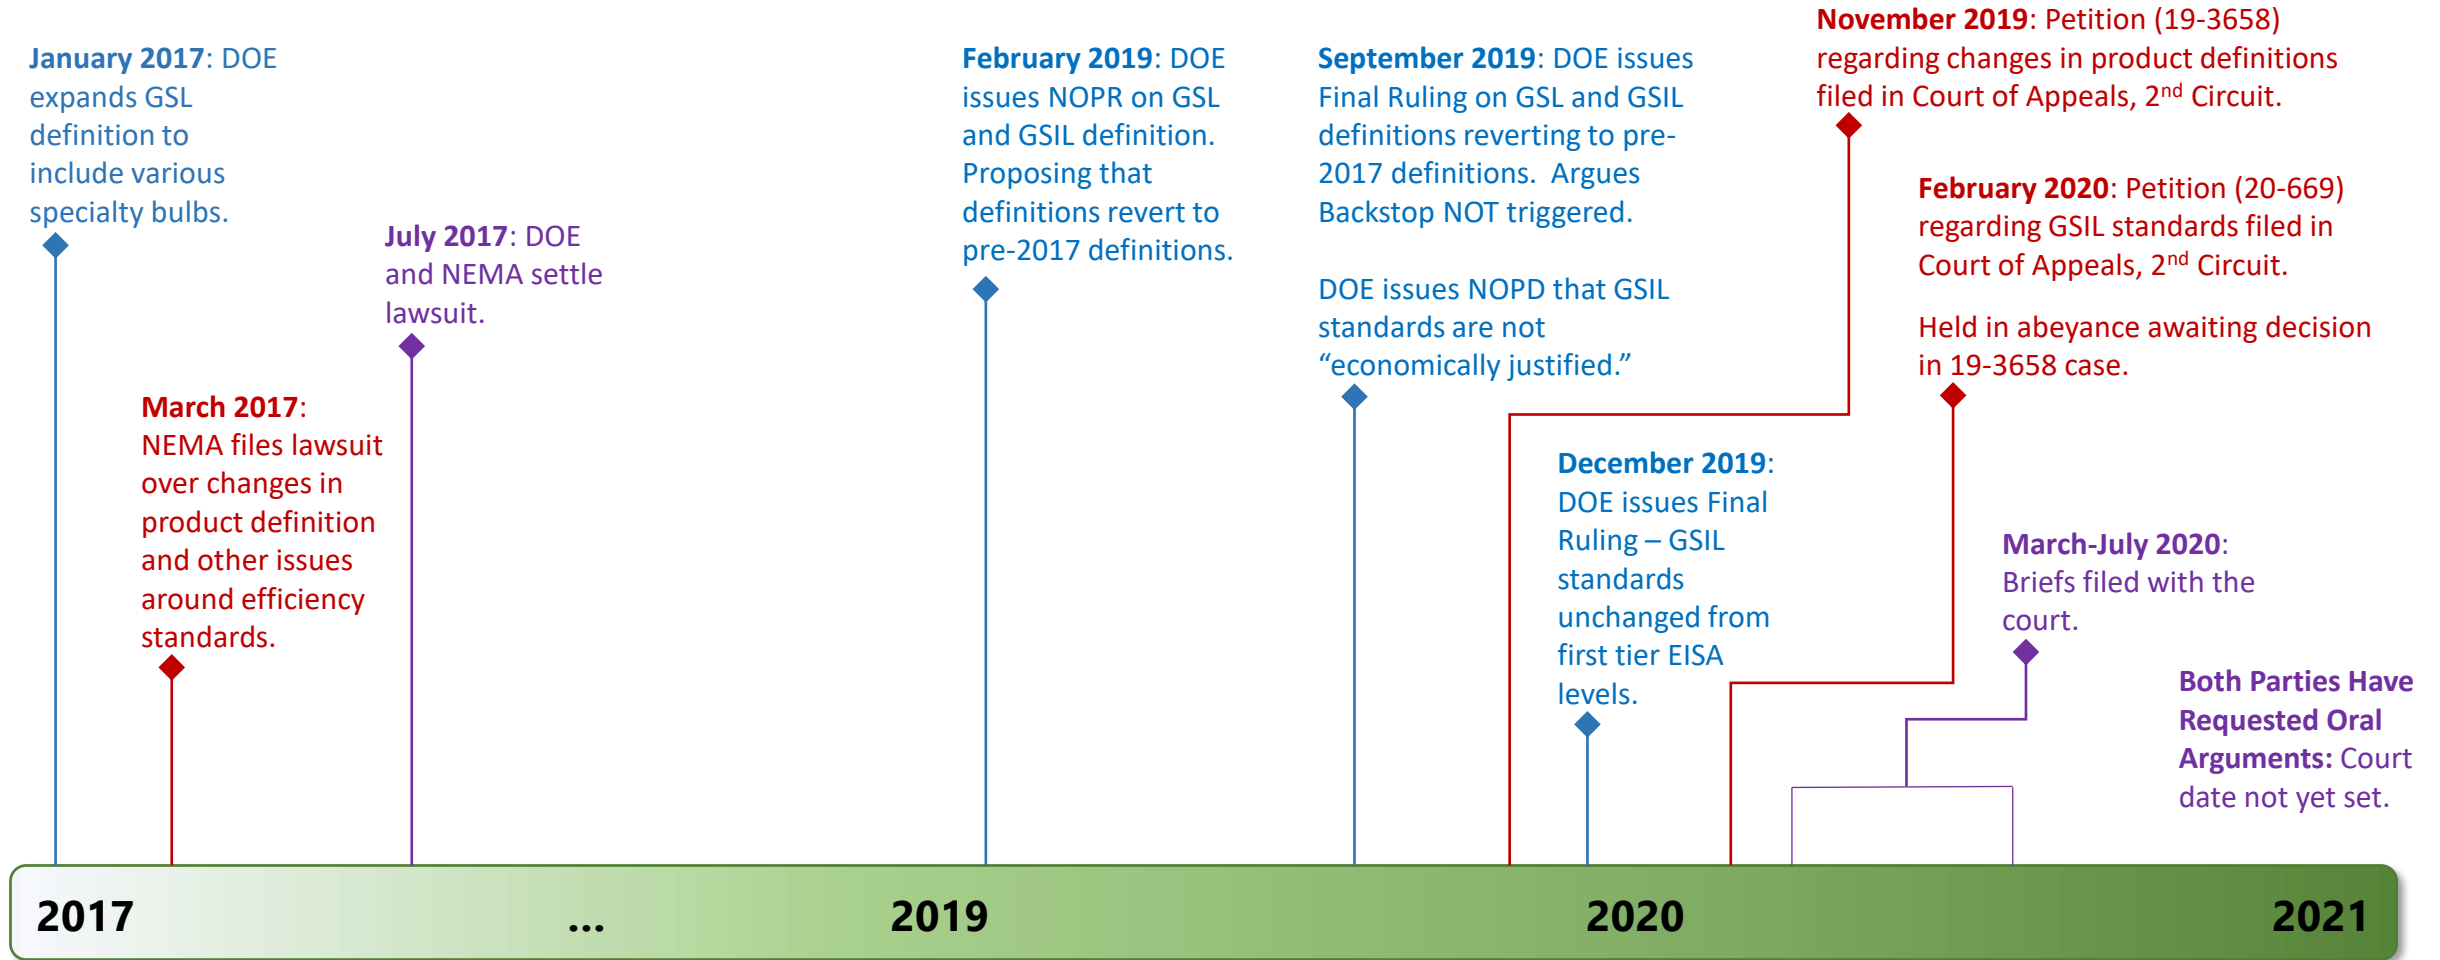 January 2017: DOE
expands GSL
definition to
include various
specialty bulbs.
March 2017:
NEMA files lawsuit
over changes in
product definition
and other issues
around efficiency
standards.
July 2017: DOE
and NEMA settle
lawsuit.
February 2019: DOE
issues NOPR on GSL
and GSIL definition.
Proposing that
definitions revert to
pre-2017 definitions.
September 2019: DOE issues
Final Ruling on GSL and GSIL
definitions reverting to pre-
2017 definitions. Argues
Backstop NOT triggered.
DOE issues NOPD that GSIL
standards are not
“economically justified.”
November 2019: Petition (19-3658)
regarding changes in product definitions
filed in Court of Appeals, 2nd Circuit.
December 2019:
DOE issues Final
Ruling – GSIL
standards
unchanged from
first tier EISA
levels.
February 2020: Petition (20-669)
regarding GSIL standards filed in
Court of Appeals, 2nd Circuit.
Held in abeyance awaiting decision
in 19-3658 case.
March-July 2020:
Briefs filed with the
court.
Both Parties Have
Requested Oral
Arguments: Court
date not yet set.
2017
...
2019
2020
2021